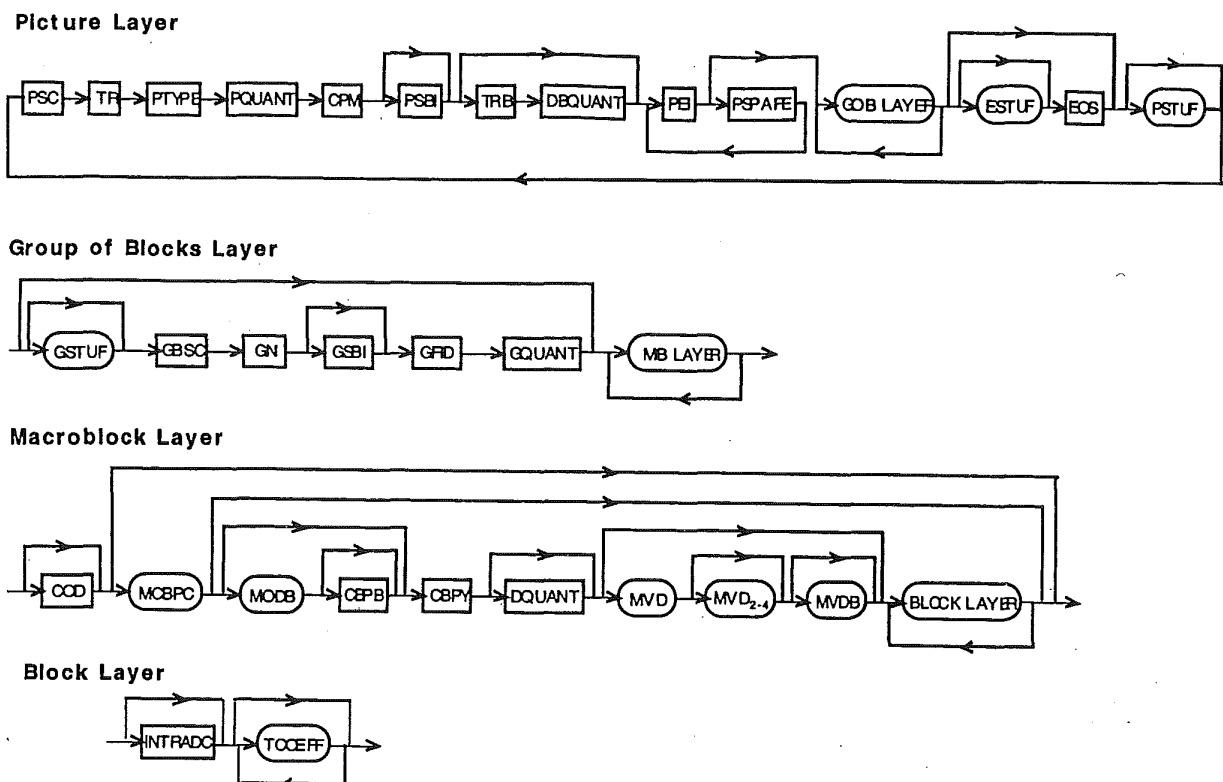 Picture Layer
PSC TR PTYPE PQUANT CPM PSBI TRB DBQUANT PEI PSPARE GOB LAYER ESTUF EOS PSTUF
Group of Blocks Layer
GSTUF GBSC GN GSBI GFID GQUANT MB LAYER
Macroblock Layer
COD MCBPC MODB CBPB CBPY DQUANT MVD MVD2-4 MVDB BLOCK LAYER
Block Layer
INTRADC TCOEFF